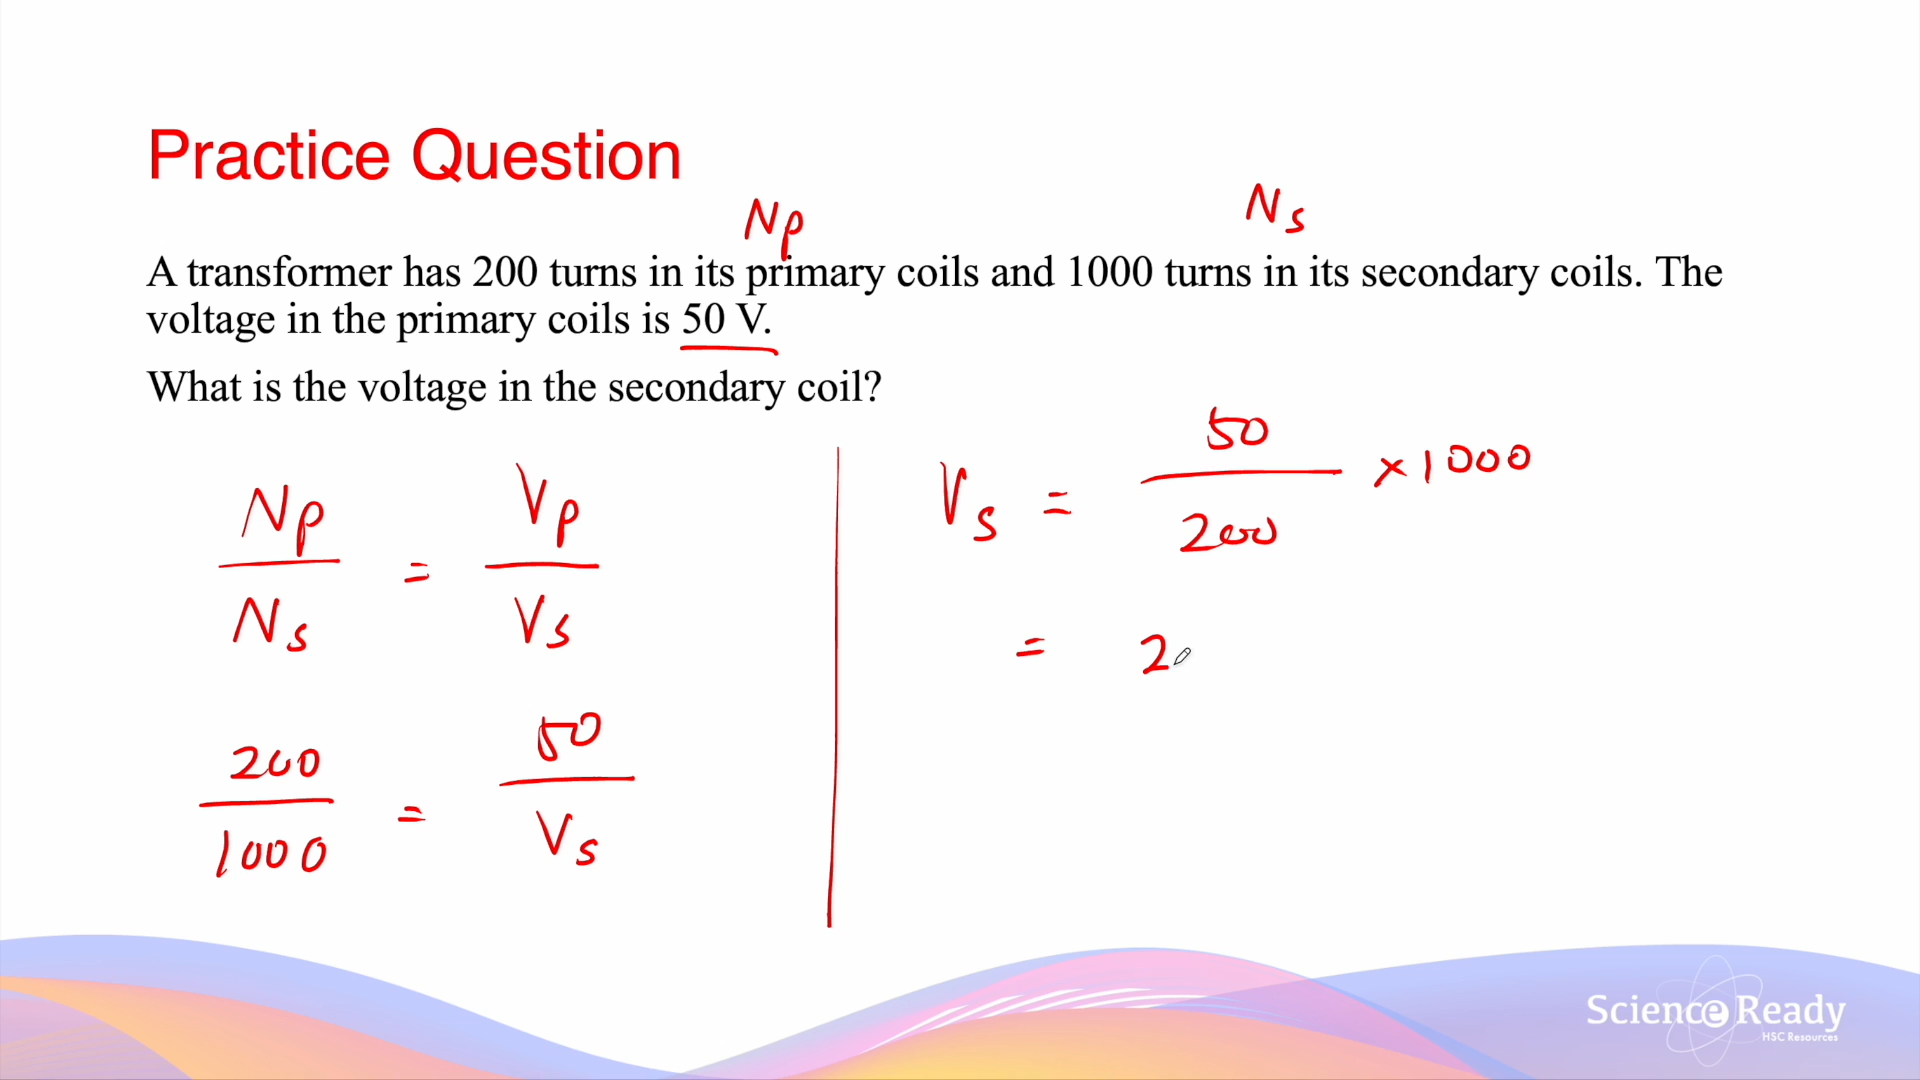 Practice Question
Np
Ns
A transformer has 200 turns in its primary coils and 1000 turns in its secondary coils. The
voltage in the primary coils is 50 V.
What is the voltage in the secondary coil?
Np
Ns
=
Vp
Vs
200
1000
=
50
Vs
Vs =
50
200
×1000
= 2
Science Ready
HSC Resources